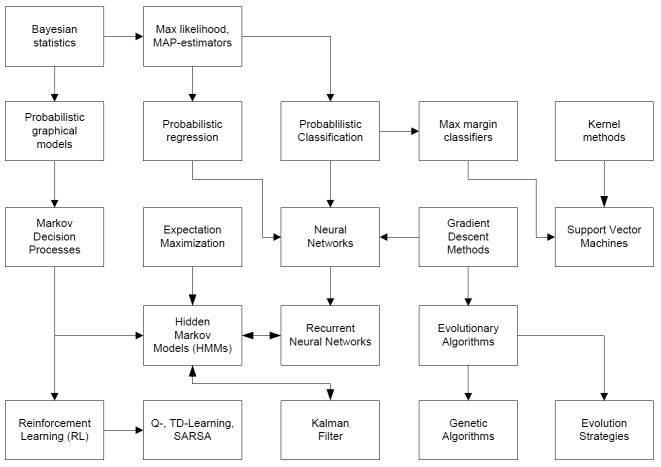 Bayesian
statistics
Max likelihood,
MAP-estimators
Probabilistic
graphical
models
Probabilistic
regression
Probablilistic
Classification
Max margin
classifiers
Kernel
methods
Markov
Decision
Processes
Expectation
Maximization
Neural
Networks
Gradient
Descent
Methods
Support Vector
Machines
Hidden
Markov
Models (HMMs)
Recurrent
Neural Networks
Evolutionary
Algorithms
Reinforcement
Learning (RL)
Q-, TD-Learning,
SARSA
Kalman
Filter
Genetic
Algorithms
Evolution
Strategies